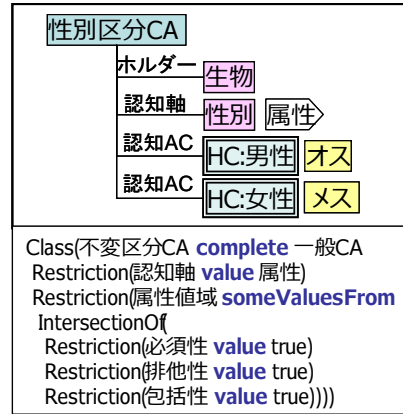 性別区分CA
ホルダー 生物
認知軸 性別 属性
認知AC HC:男性 オス
認知AC HC:女性 メス
Class(不変区分CA complete 一般CA
Restriction(認知軸 value 属性)
Restriction(属性値域 someValuesFrom
IntersectionOf(
Restriction(必須性 value true)
Restriction(排他性 value true)
Restriction(包括性 value true))))